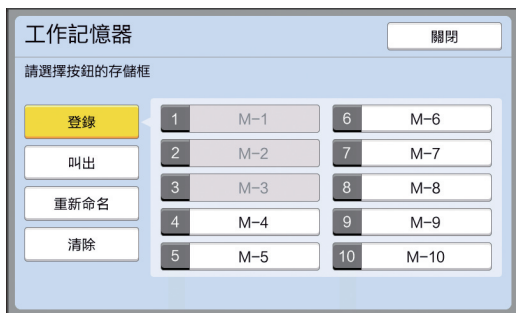 工作記憶器
關閉
請選擇按鈕的存儲框
登錄
叫出
重新命名
清除
1 M-1
2 M-2
3 M-3
4 M-4
5 M-5
6 M-6
7 M-7
8 M-8
9 M-9
10 M-10